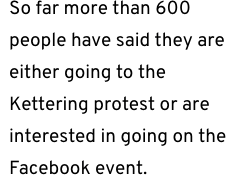 So far more than 600
people have said they are
either going to the
Kettering protest or are
interested in going on the
Facebook event.